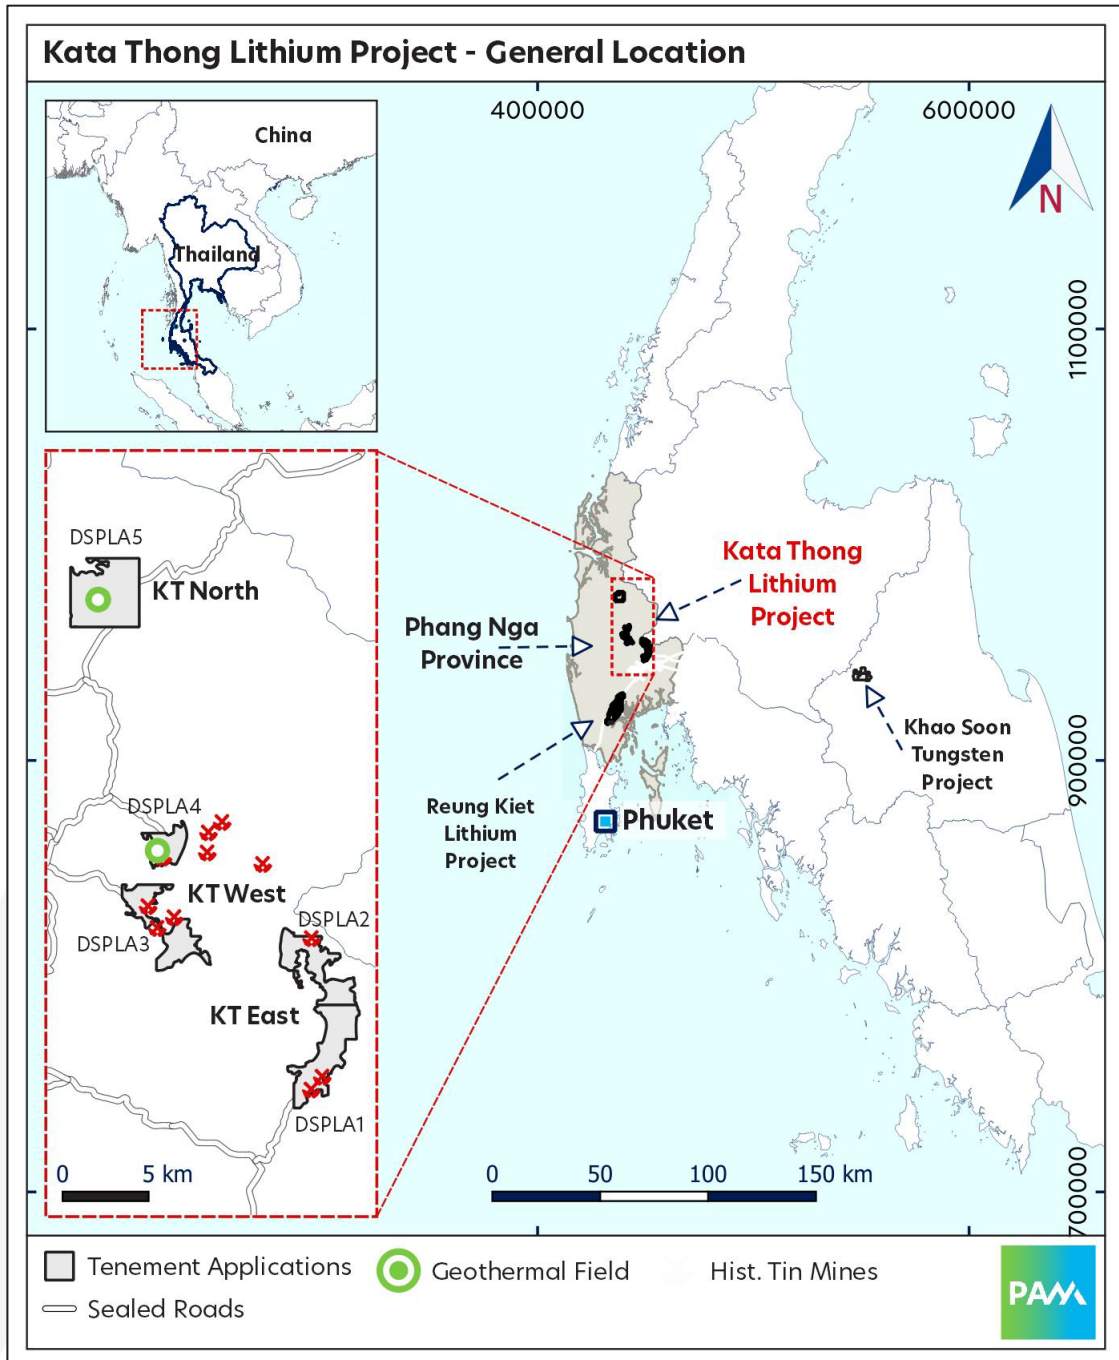 Kata Thong Lithium Project - General Location
400000
600000
China
Thailand
N
1100000
DSPLA5
KT North
Kata Thong
Lithium
Project
Phang Nga
Province
Khao Soon
Tungsten
Project
900000
Reung Kiet
Lithium
Project
Phuket
DSPLA4
KT West
DSPLA3
DSPLA2
KT East
DSPLA1
0 5 km
0 50 100 150 km
700000
Tenement Applications
Geothermal Field
Hist. Tin Mines
Sealed Roads
PAM